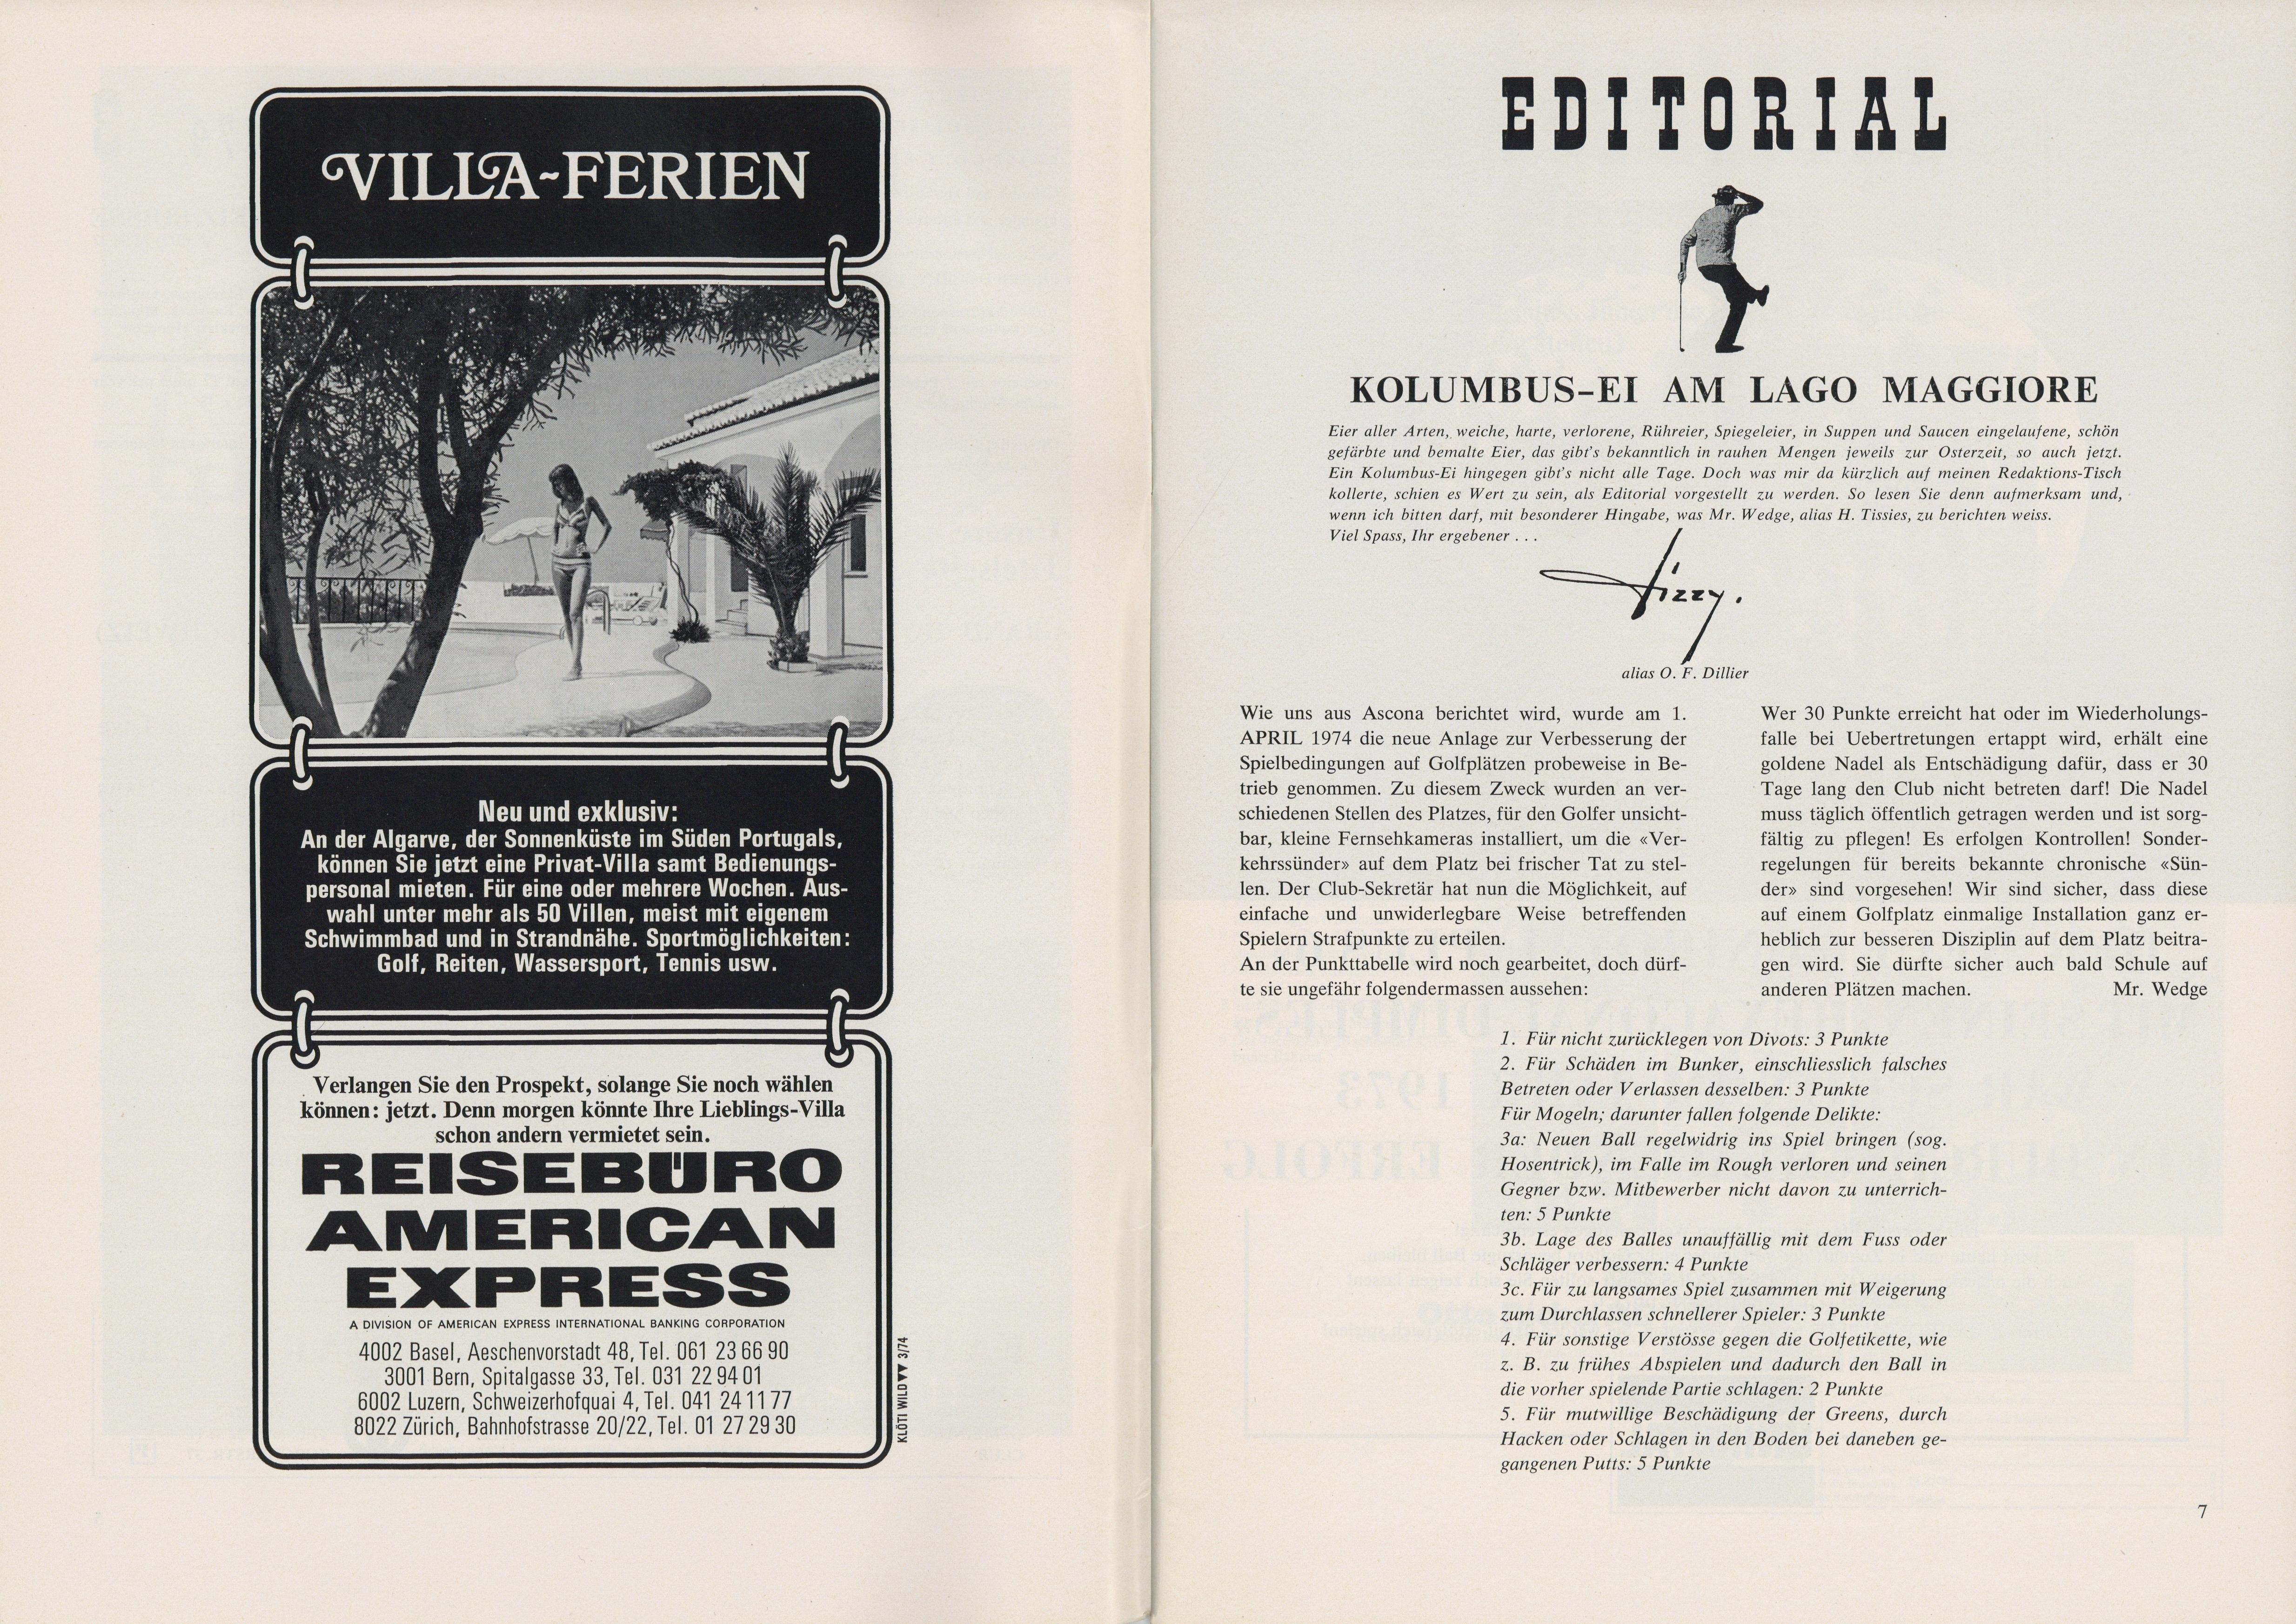 VILLA-FERIEN
Neu und exklusiv:
An der Algarve, der Sonnenküste im Süden Portugals,
können Sie jetzt eine Privat-Villa samt Bedienungs-
personal mieten. Für eine oder mehrere Wochen. Aus-
wahl unter mehr als 50 Villen, meist mit eigenem
Schwimmbad und in Strandnähe. Sportmöglichkeiten:
Golf, Reiten, Wassersport, Tennis usw.
Verlangen Sie den Prospekt, solange Sie noch wählen
können: jetzt. Denn morgen könnte Ihre Lieblings-Villa
schon andern vermietet sein.
REISEBÜRO
AMERICAN
EXPRESS
A DIVISION OF AMERICAN EXPRESS INTERNATIONAL BANKING CORPORATION
4002 Basel, Aeschenvorstadt 48, Tel. 061 23 66 90
3001 Bern, Spitalgasse 33, Tel. 031 22 94 01
6002 Luzern, Schweizerhofquai 4, Tel. 041 24 11 77
8022 Zürich, Bahnhofstrasse 20/22, Tel. 01 27 29 30
KLÖTI WILD 3/74
EDITORIAL
KOLUMBUS-EI AM LAGO MAGGIORE
Eier aller Arten, weiche, harte, verlorene, Rühreier, Spiegeleier, in Suppen und Saucen eingelaufene, schön
gefärbte und bemalte Eier, das gibt's bekanntlich in rauhen Mengen jeweils zur Osterzeit, so auch jetzt.
Ein Kolumbus-Ei hingegen gibt's nicht alle Tage. Doch was mir da kürzlich auf meinen Redaktions-Tisch
kollerte, schien es Wert zu sein, als Editorial vorgestellt zu werden. So lesen Sie denn aufmerksam und,
wenn ich bitten darf, mit besonderer Hingabe, was Mr. Wedge, alias H. Tissies, zu berichten weiss.
Viel Spass, Ihr ergebener . . .
dizzy.
alias O. F. Dillier
Wie uns aus Ascona berichtet wird, wurde am 1.
APRIL 1974 die neue Anlage zur Verbesserung der
Spielbedingungen auf Golfplätzen probeweise in Be-
trieb genommen. Zu diesem Zweck wurden an ver-
schiedenen Stellen des Platzes, für den Golfer unsicht-
bar, kleine Fernsehkameras installiert, um die «Ver-
kehrssünder» auf dem Platz bei frischer Tat zu stel-
len. Der Club-Sekretär hat nun die Möglichkeit, auf
einfache und unwiderlegbare Weise betreffenden
Spielern Strafpunkte zu erteilen.
An der Punkttabelle wird noch gearbeitet, doch dürf-
te sie ungefähr folgendermassen aussehen:
Wer 30 Punkte erreicht hat oder im Wiederholungs-
falle bei Uebertretungen ertappt wird, erhält eine
goldene Nadel als Entschädigung dafür, dass er 30
Tage lang den Club nicht betreten darf! Die Nadel
muss täglich öffentlich getragen werden und ist sorg-
fältig zu pflegen! Es erfolgen Kontrollen! Sonder-
regelungen für bereits bekannte chronische «Sün-
der» sind vorgesehen! Wir sind sicher, dass diese
auf einem Golfplatz einmalige Installation ganz er-
heblich zur besseren Disziplin auf dem Platz beitra-
gen wird. Sie dürfte sicher auch bald Schule auf
anderen Plätzen machen. Mr. Wedge
1. Für nicht zurücklegen von Divots: 3 Punkte
2. Für Schäden im Bunker, einschliesslich falsches
Betreten oder Verlassen desselben: 3 Punkte
Für Mogeln; darunter fallen folgende Delikte:
3a: Neuen Ball regelwidrig ins Spiel bringen (sog.
Hosentrick), im Falle im Rough verloren und seinen
Gegner bzw. Mitbewerber nicht davon zu unterrich-
ten: 5 Punkte
3b. Lage des Balles unauffällig mit dem Fuss oder
Schläger verbessern: 4 Punkte
3c. Für zu langsames Spiel zusammen mit Weigerung
zum Durchlassen schnellerer Spieler: 3 Punkte
4. Für sonstige Verstösse gegen die Golfetikette, wie
z. B. zu frühes Abspielen und dadurch den Ball in
die vorher spielende Partie schlagen: 2 Punkte
5. Für mutwillige Beschädigung der Greens, durch
Hacken oder Schlagen in den Boden bei daneben ge-
gangenen Putts: 5 Punkte
7